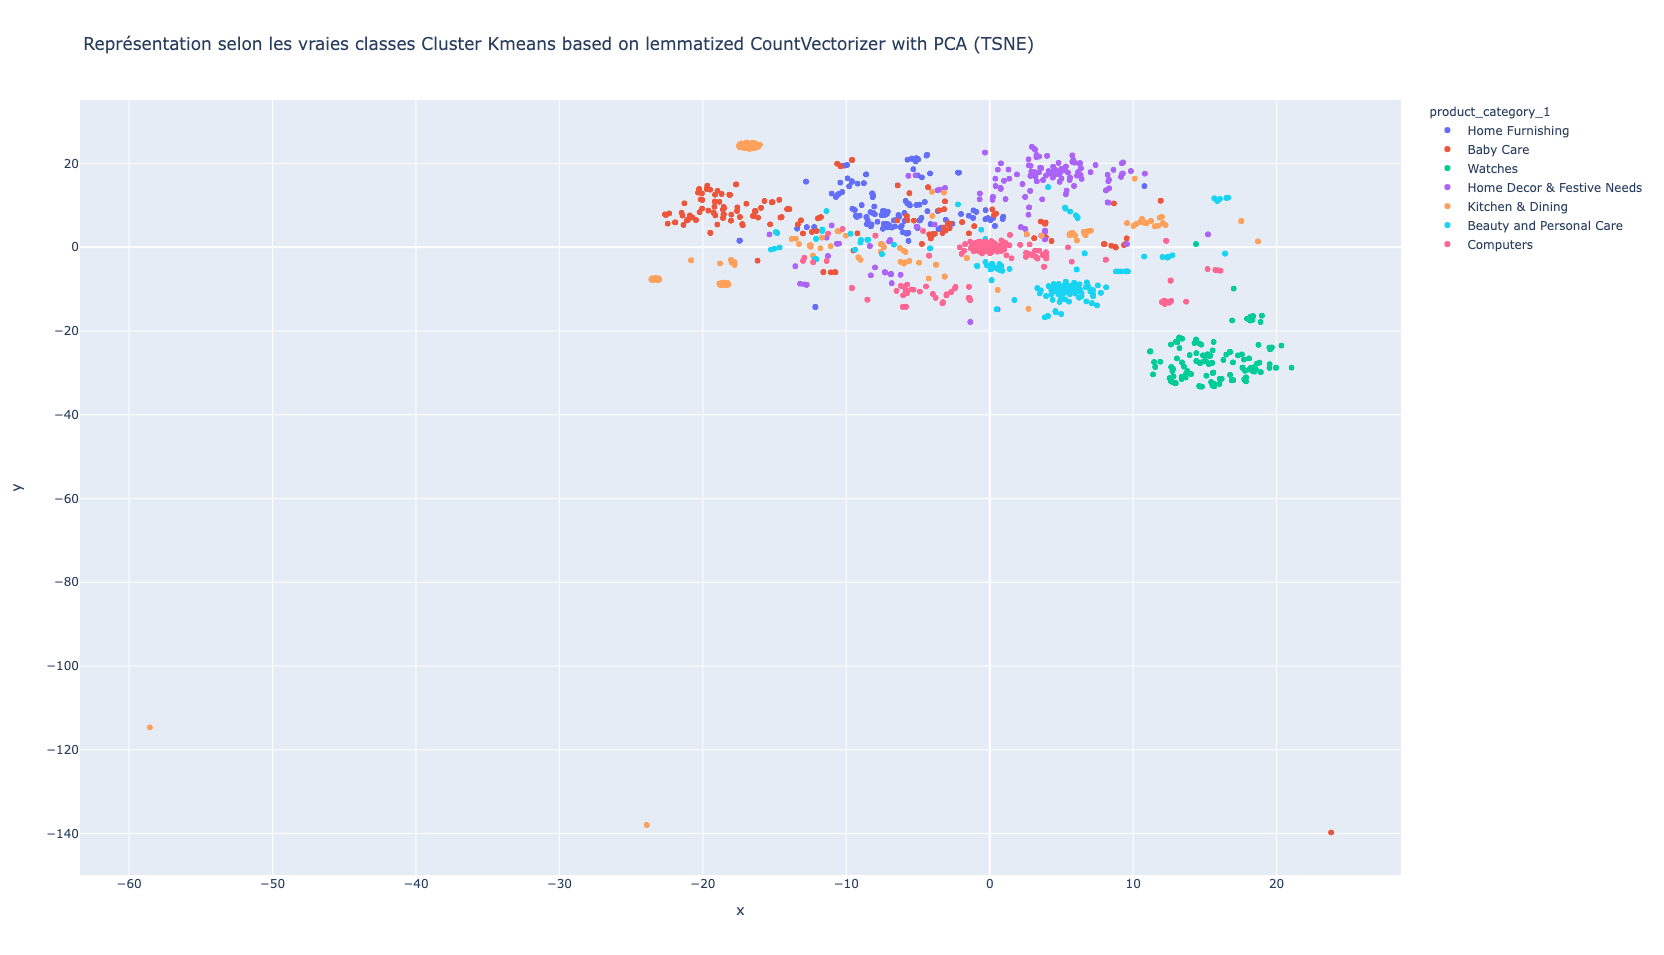 Représentation selon les vraies classes Cluster Kmeans based on lemmatized CountVectorizer with PCA (TSNE)
product_category_1
Home Furnishing
Baby Care
Watches
Home Decor & Festive Needs
Kitchen & Dining
Beauty and Personal Care
Computers
20
0
−20
−40
−60
−80
−100
−120
−140
y
−60 −50 −40 −30 −20 −10 0 10 20
x